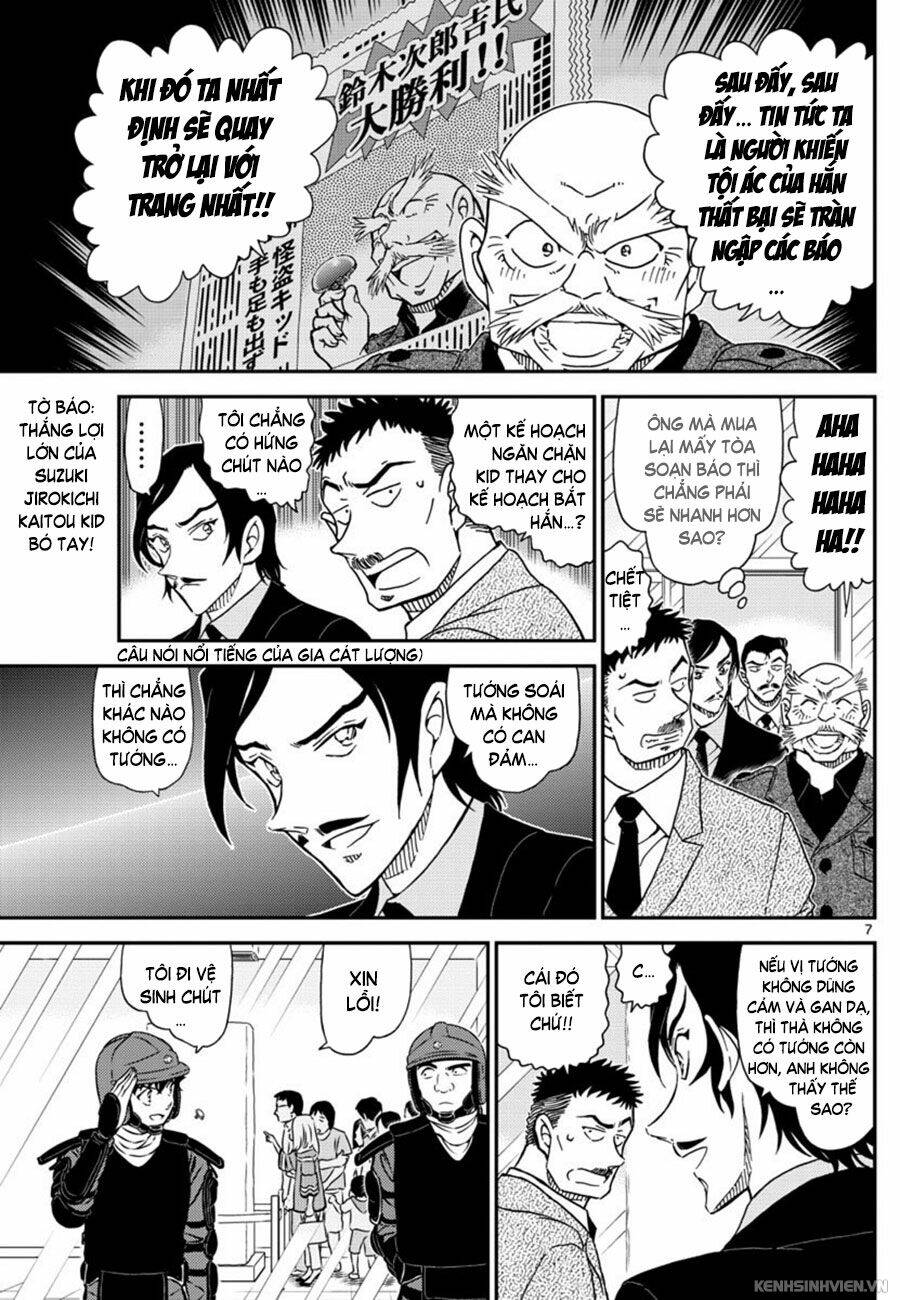 SAU ĐẤY, SAU
ĐẤY... TIN TỨC TA
LÀ NGƯỜI KHIẾN
TỘI ÁC CỦA HẮN
THẤT BẠI SẼ TRÀN
NGẬP CÁC BÁO
...
KHI ĐÓ TA NHẤT
ĐỊNH SẼ QUAY
TRỞ LẠI VỚI
TRANG NHẤT!!
鈴木次郎吉氏
大勝利!!
怪盗キッド
手も足も出ず
AHA
HAHA
HAHA
HA!!
ÔNG MÀ MUA
LẠI MẤY TÒA
SOẠN BÁO THÌ
CHẲNG PHẢI
SẼ NHANH HƠN
SAO?
CHẾT
TIỆT
...
MỘT KẾ HOẠCH
NGĂN CHẶN
KID THAY CHO
KẾ HOẠCH BẮT
HẮN...?
TÔI CHẲNG
CÓ HỨNG
CHÚT NÀO
...
......
TỜ BÁO:
THẮNG LỢI
LỚN CỦA
SUZUKI
JIROKICHI
KAITOU KID
BÓ TAY!
CÂU NÓI NỔI TIẾNG CỦA GIA CÁT LƯỢNG)
TƯỚNG SOÁI
MÀ KHÔNG
CÓ CAN
ĐẢM...
THÌ CHẲNG
KHÁC NÀO
KHÔNG CÓ
TƯỚNG...
7
NẾU VỊ TƯỚNG
KHÔNG DŨNG
CẢM VÀ GAN DẠ,
THÌ THÀ KHÔNG
CÓ TƯỚNG CÒN
HƠN, ANH KHÔNG
THẤY THẾ
SAO?
C...
CÁI ĐÓ
TÔI BIẾT
CHỨ!!
XIN
LỖI!
TÔI ĐI VỆ
SINH CHÚT
...
KENHSINHVIEN.VN